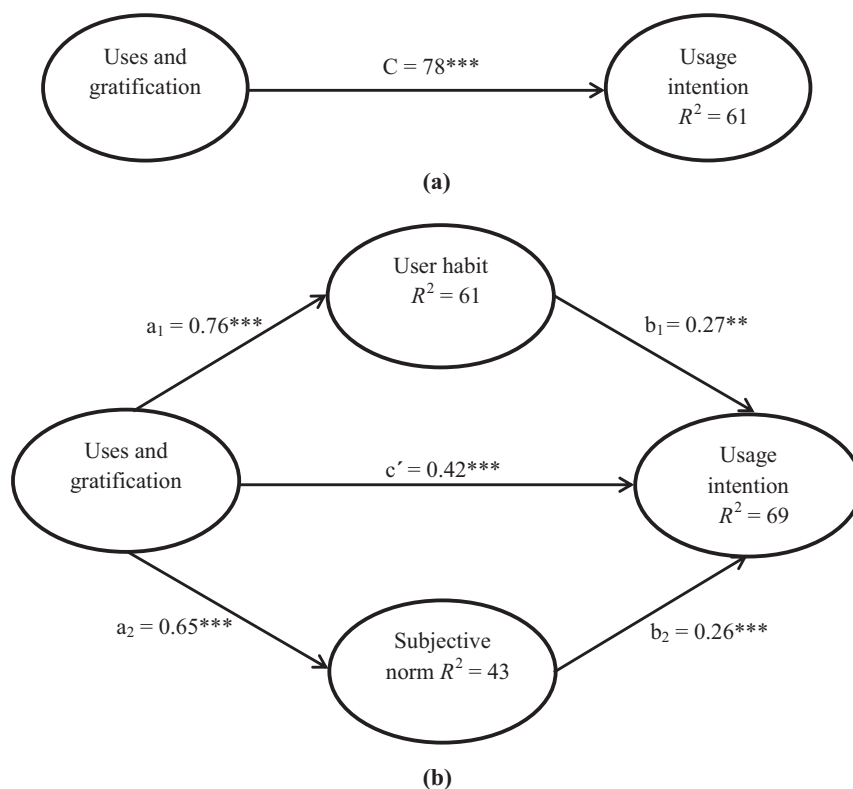 Uses and
gratification
C = 78***
Usage
intention
R² = 61
(a)
User habit
R² = 61
a₁ = 0.76***
b₁ = 0.27**
Uses and
gratification
c´ = 0.42***
Usage
intention
R² = 69
a₂ = 0.65***
b₂ = 0.26***
Subjective
norm R² = 43
(b)